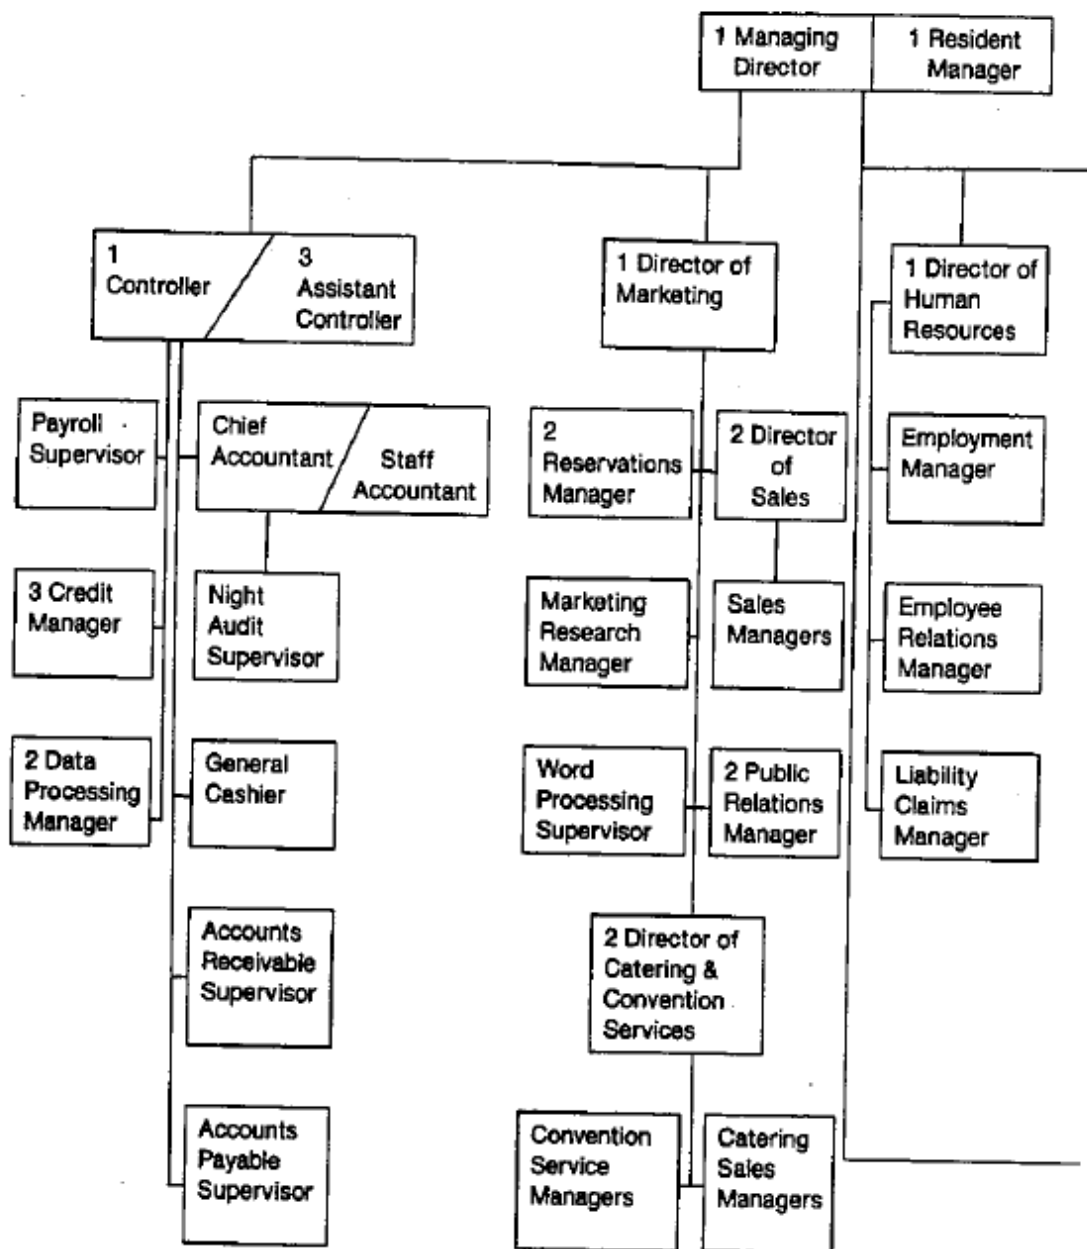 1 Managing
Director
1 Resident
Manager
1
Controller
3
Assistant
Controller
1 Director of
Marketing
1 Director of
Human
Resources
Payroll
Supervisor
Chief
Accountant
Staff
Accountant
2
Reservations
Manager
2 Director
of
Sales
Employment
Manager
3 Credit
Manager
Night
Audit
Supervisor
Marketing
Research
Manager
Sales
Managers
Employee
Relations
Manager
2 Data
Processing
Manager
General
Cashier
Word
Processing
Supervisor
2 Public
Relations
Manager
Liability
Claims
Manager
Accounts
Receivable
Supervisor
2 Director of
Catering &
Convention
Services
Accounts
Payable
Supervisor
Convention
Service
Managers
Catering
Sales
Managers